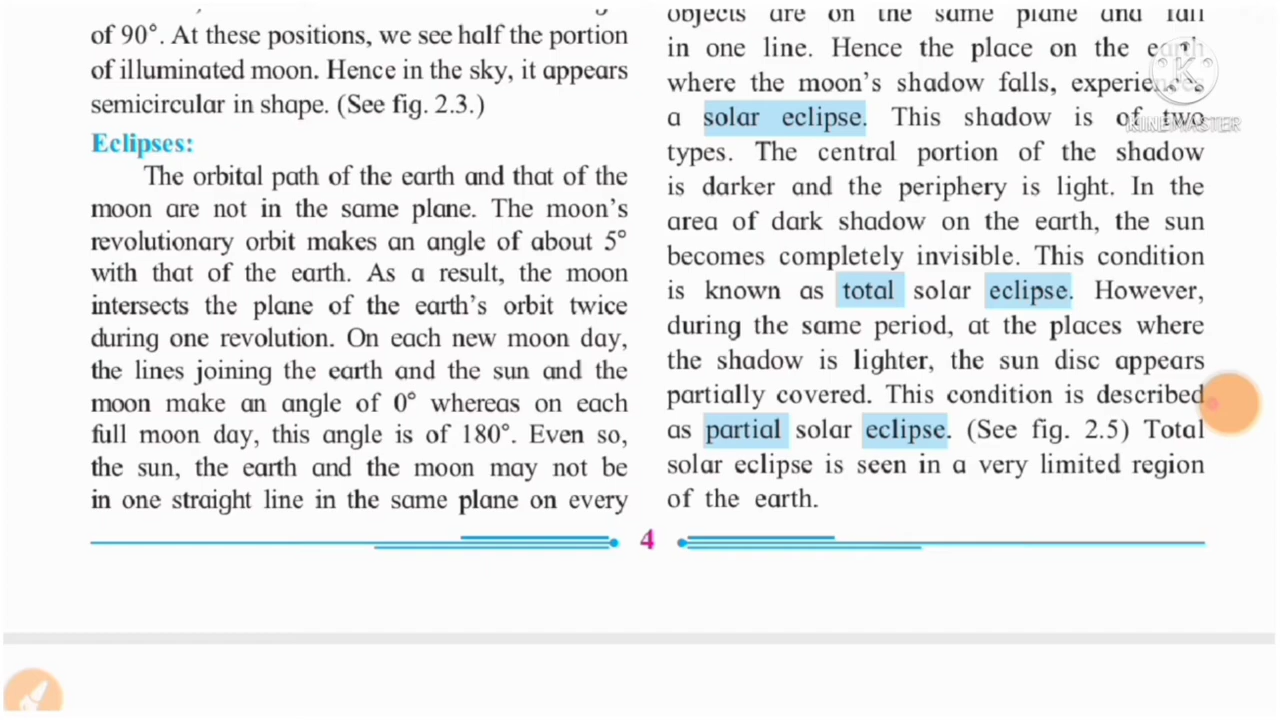 of 90°. At these positions, we see half the portion
of illuminated moon. Hence in the sky, it appears
semicircular in shape. (See fig. 2.3.)
Eclipses:
The orbital path of the earth and that of the
moon are not in the same plane. The moon's
revolutionary orbit makes an angle of about 5°
with that of the earth. As a result, the moon
intersects the plane of the earth's orbit twice
during one revolution. On each new moon day,
the lines joining the earth and the sun and the
moon make an angle of 0° whereas on each
full moon day, this angle is of 180°. Even so,
the sun, the earth and the moon may not be
in one straight line in the same plane on every
objects are on the same plane and fall
in one line. Hence the place on the earth
where the moon's shadow falls, experiences
a solar eclipse. This shadow is of two
types. The central portion of the shadow
is darker and the periphery is light. In the
area of dark shadow on the earth, the sun
becomes completely invisible. This condition
is known as total solar eclipse. However,
during the same period, at the places where
the shadow is lighter, the sun disc appears
partially covered. This condition is described
as partial solar eclipse. (See fig. 2.5) Total
solar eclipse is seen in a very limited region
of the earth.
4
K
KINEMASTER